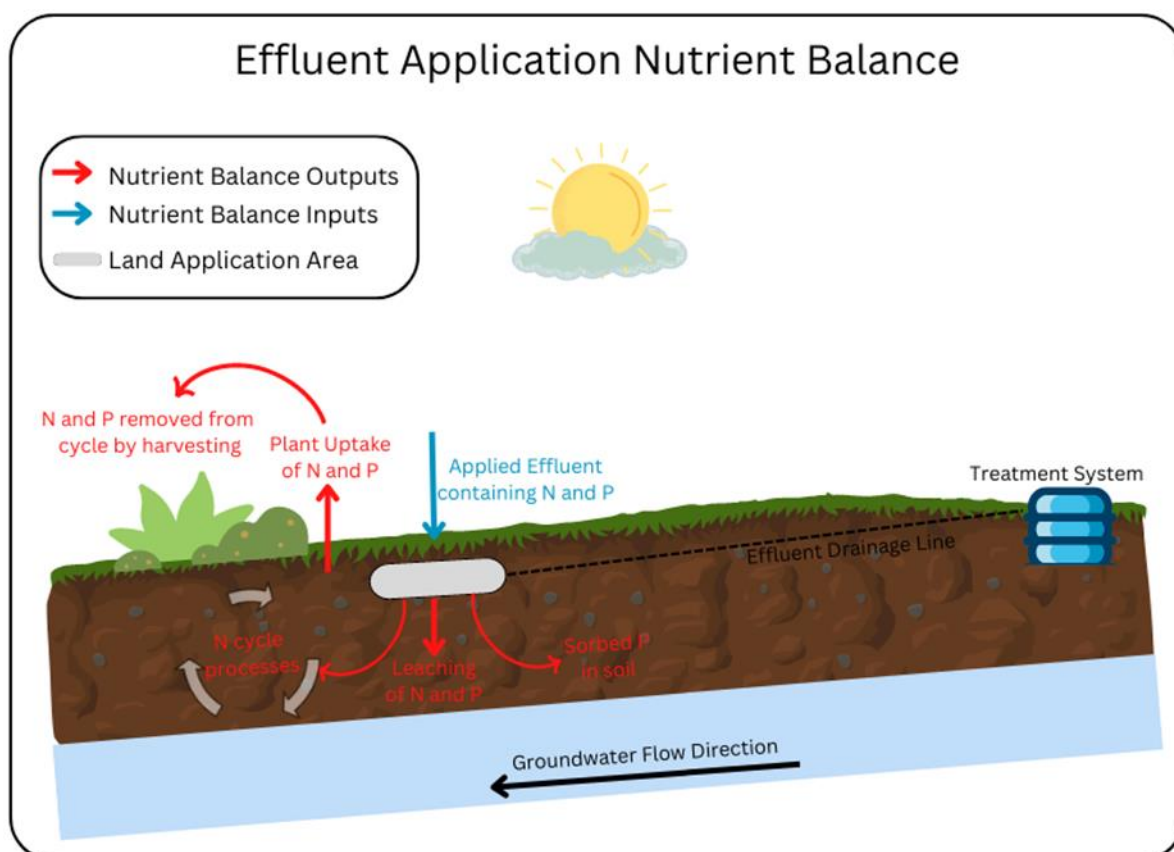 Effluent Application Nutrient Balance
Nutrient Balance Outputs
Nutrient Balance Inputs
Land Application Area
N and P removed from
cycle by harvesting
Plant Uptake
of N and P
Applied Effluent
containing N and P
Treatment System
Effluent Drainage Line
N cycle
processes
Leaching
of N and P
Sorbed P
in soil
Groundwater Flow Direction